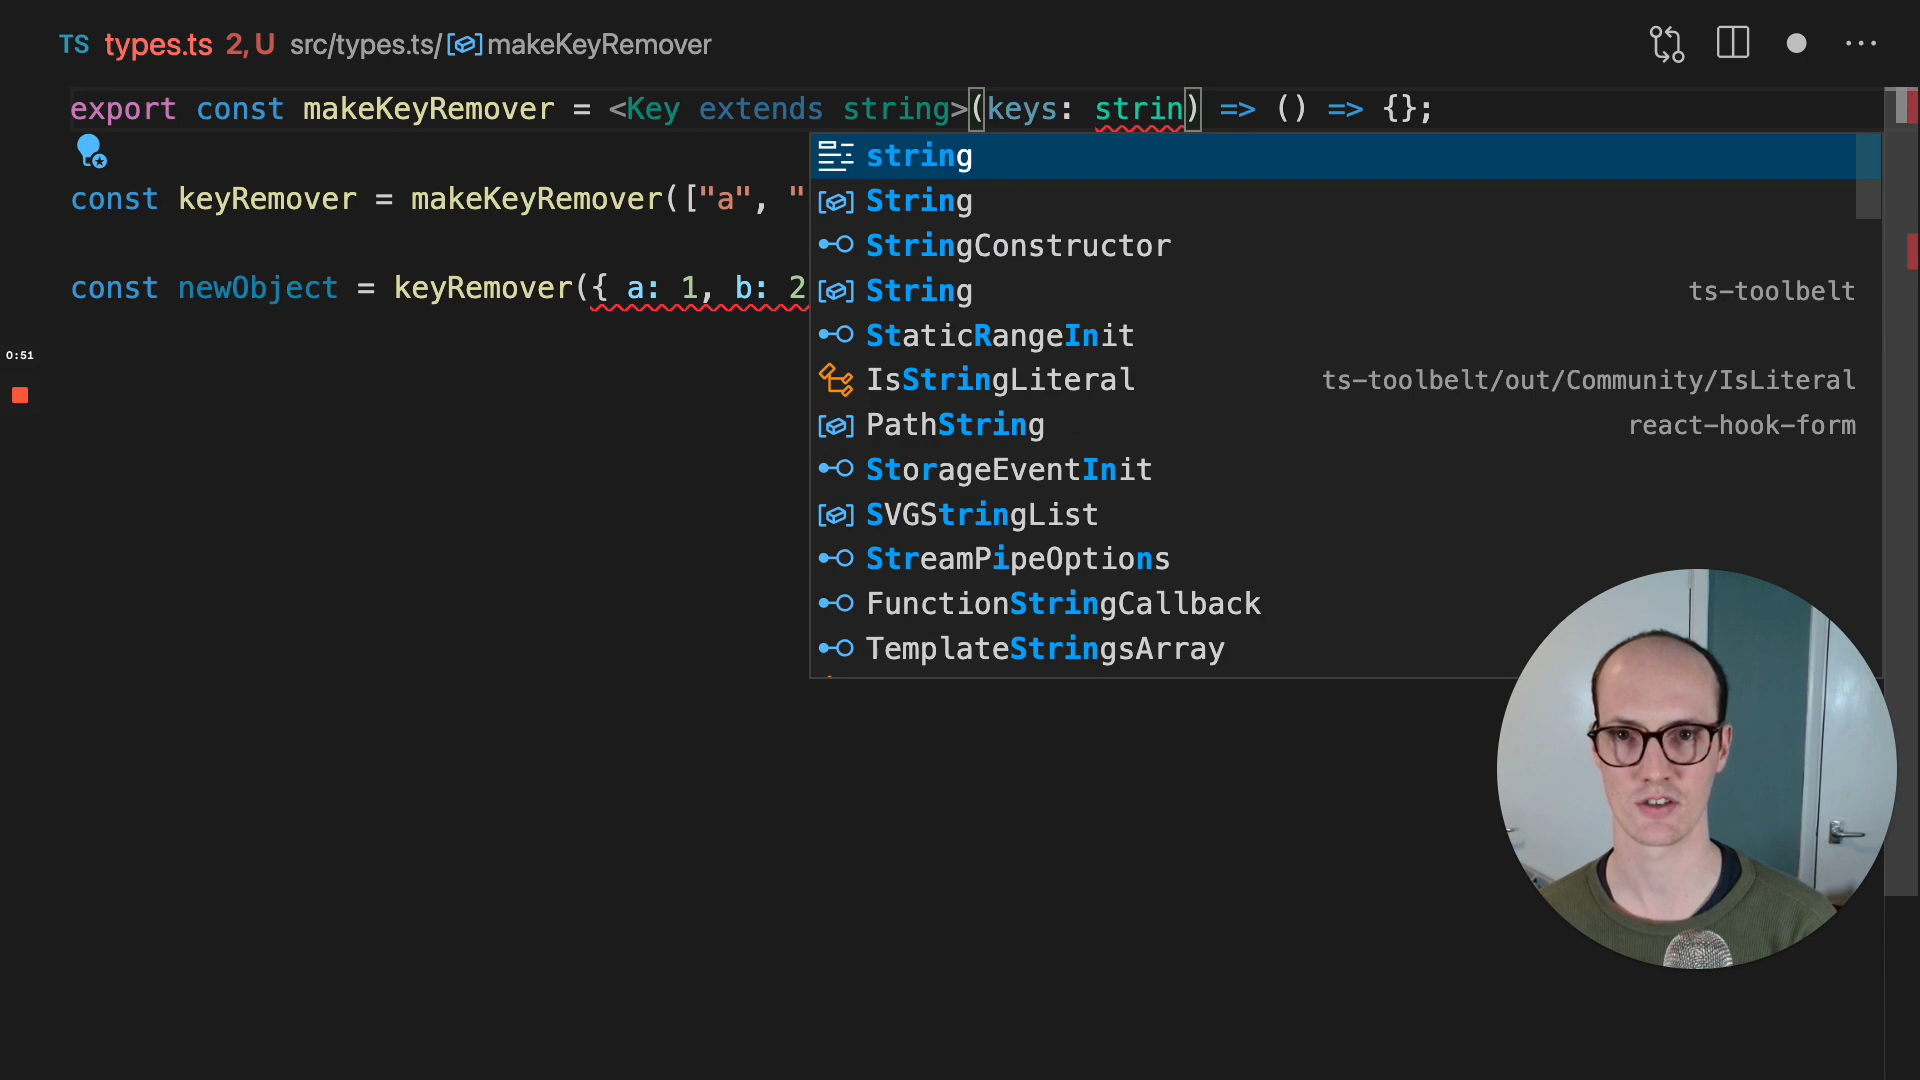 TS types.ts 2, U src/types.ts/ makeKeyRemover
export const makeKeyRemover = <Key extends string>(keys: strin) => () => {};
const keyRemover = makeKeyRemover(["a", "
const newObject = keyRemover({ a: 1, b: 2
0:51
string
String
StringConstructor
String ts-toolbelt
StaticRangeInit
IsStringLiteral ts-toolbelt/out/Community/IsLiteral
PathString react-hook-form
StorageEventInit
SVGStringList
StreamPipeOptions
FunctionStringCallback
TemplateStringsArray